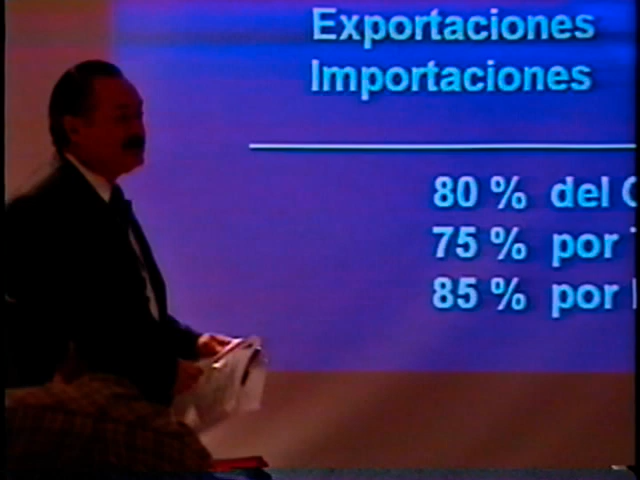 Exportaciones
Importaciones
80 % del
75 % por
85 % por